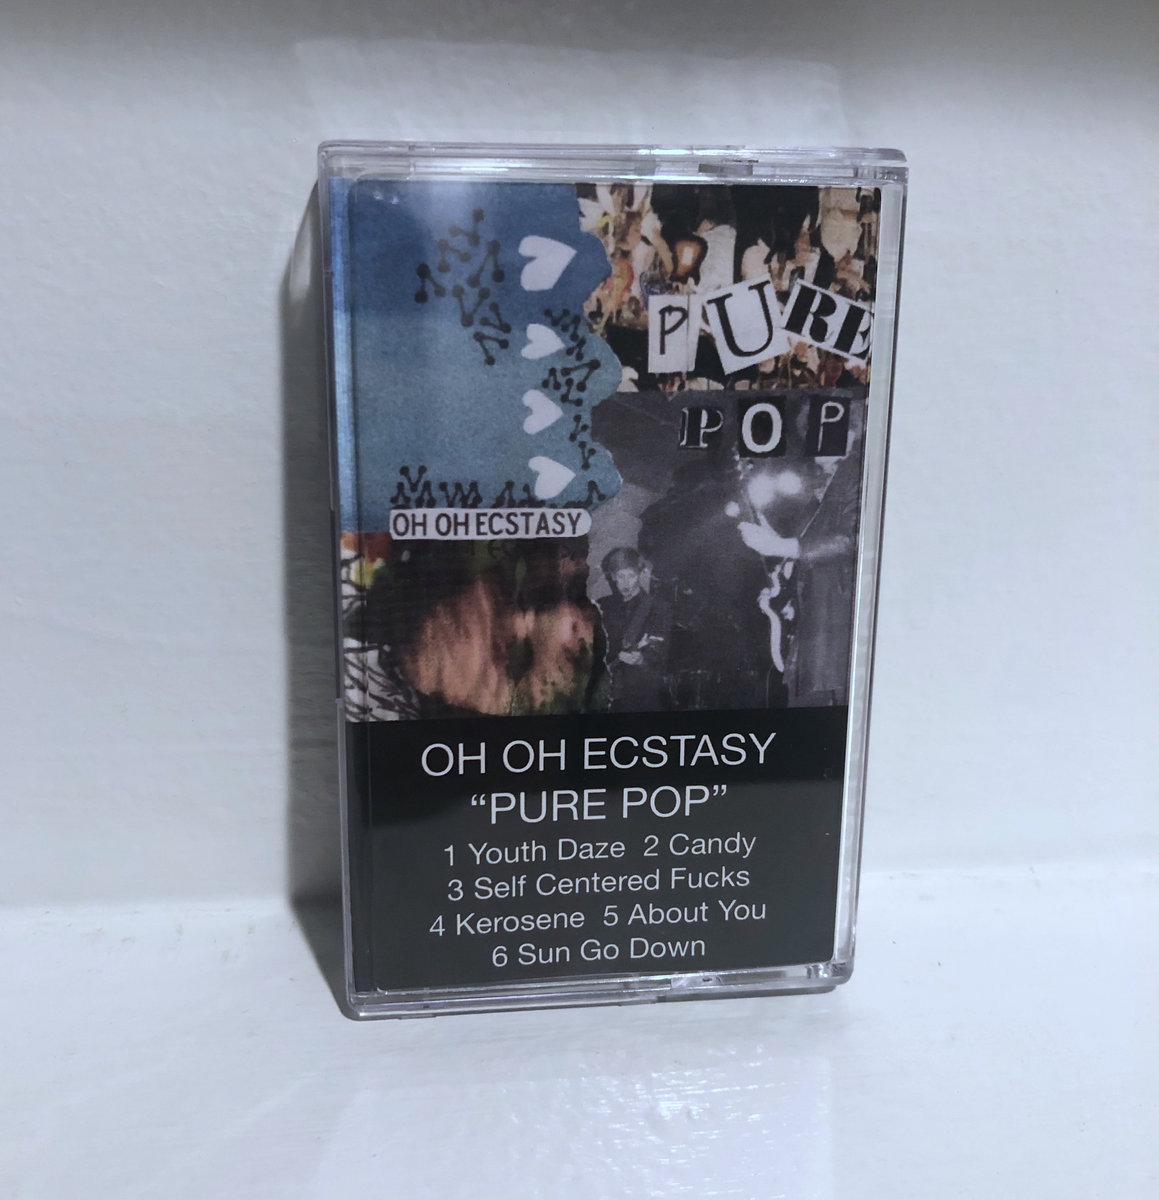 PURE
POP
OH OH ECSTASY
OH OH ECSTASY
“PURE POP”
1 Youth Daze 2 Candy
3 Self Centered Fucks
4 Kerosene 5 About You
6 Sun Go Down